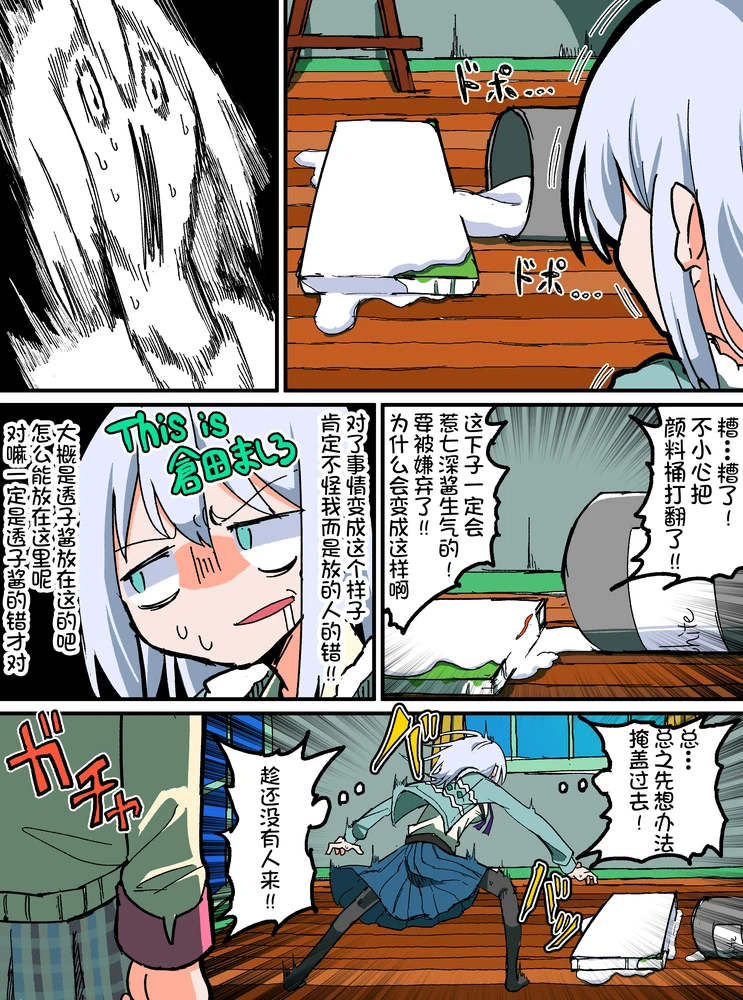 ドポ…
ドポ…
糟…糟了！
不小心把
颜料桶打翻了!!
这下子一定会
惹七深酱生气的！
要被嫌弃了!!
为什么会变成这样啊
white
This is
倉田ましろ
对了事情变成这个样子
肯定不怪我而是放的人的错!!
大概是透子酱放在这的吧
怎么能放在这里呢
对嘛一定是透子酱的错才对
总…
总之先想办法
掩盖过去！
バッ
バッ
趁还没有人来!!
ガチャ